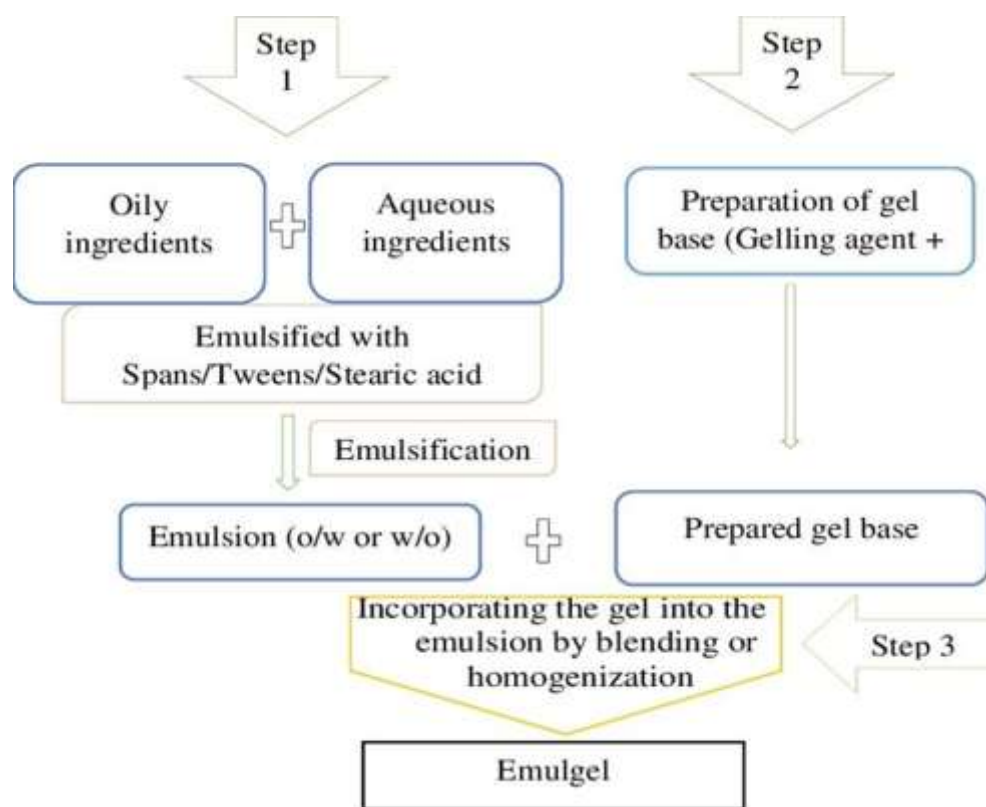 Step
1
Step
2
Oily
ingredients
Aqueous
ingredients
Preparation of gel
base (Gelling agent +
Emulsified with
Spans/Tweens/Stearic acid
Emulsification
Emulsion (o/w or w/o)
Prepared gel base
Incorporating the gel into the
emulsion by blending or
homogenization
Step 3
Emulgel